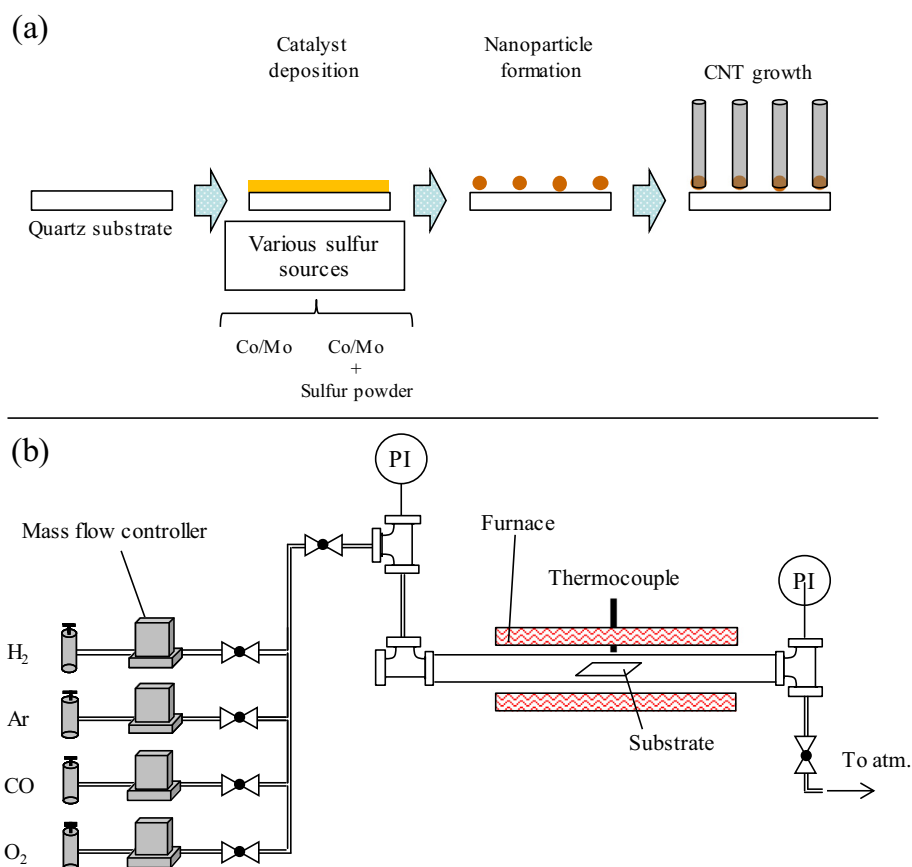 (a)
Catalyst
deposition
Nanoparticle
formation
CNT growth
Quartz substrate
Various sulfur
sources
Co/Mo
Co/Mo
+
Sulfur powder
(b)
PI
Mass flow controller
Furnace
Thermocouple
PI
H₂
Ar
Substrate
To atm.
CO
O₂